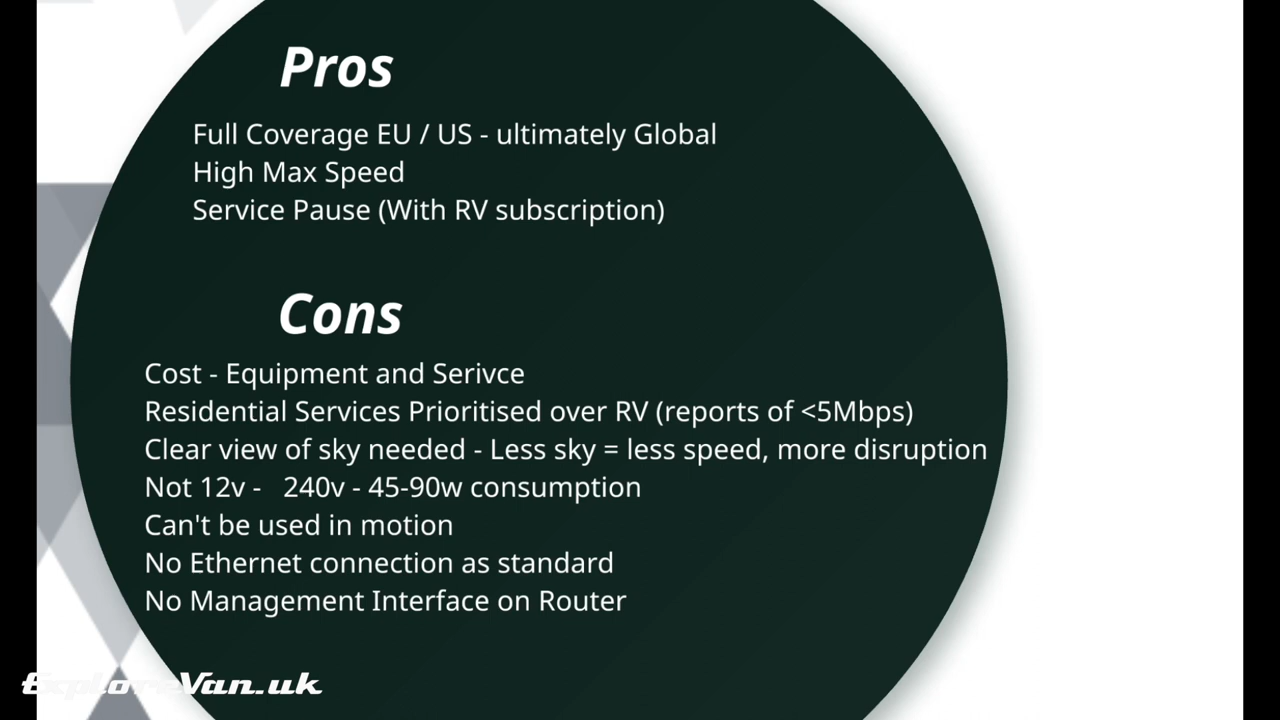 Pros
Full Coverage EU / US - ultimately Global
High Max Speed
Service Pause (With RV subscription)
Cons
Cost - Equipment and Serivce
Residential Services Prioritised over RV (reports of <5Mbps)
Clear view of sky needed - Less sky = less speed, more disruption
Not 12v -   240v - 45-90w consumption
Can't be used in motion
No Ethernet connection as standard
No Management Interface on Router
ExploreVan.uk